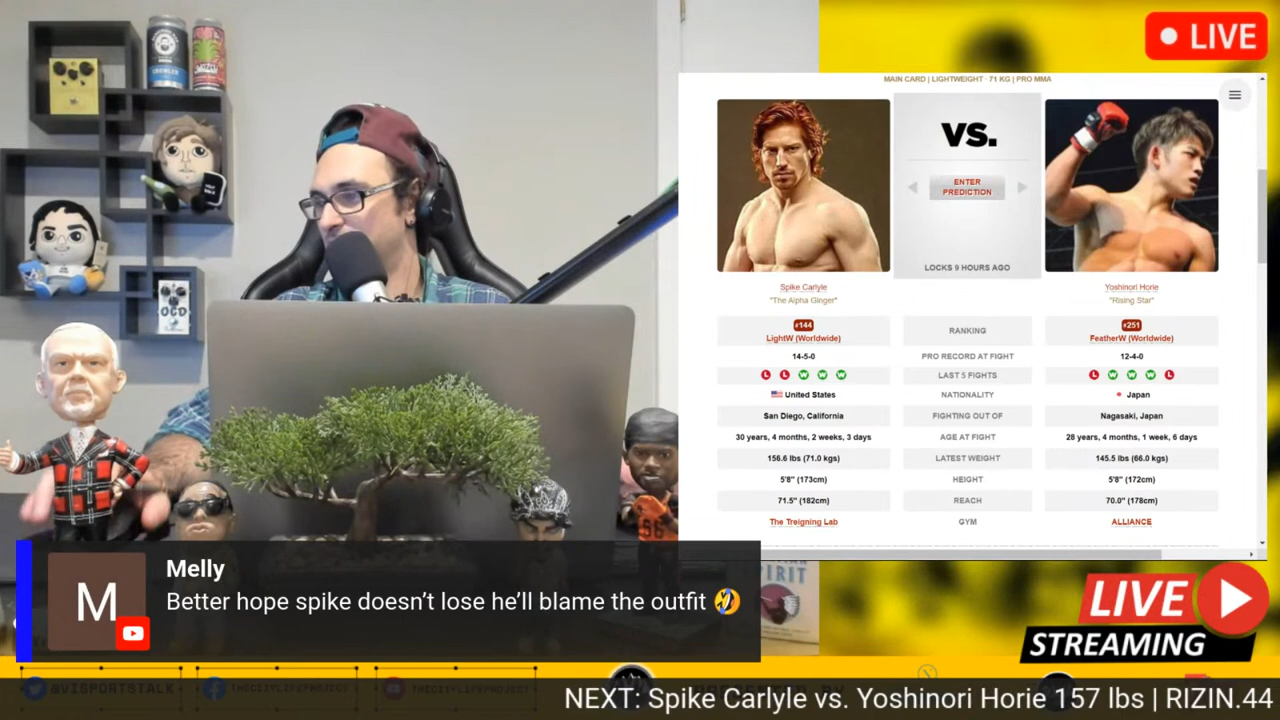 LIVE
MAIN CARD | LIGHTWEIGHT · 71 KG | PRO MMA
VS.
ENTER
PREDICTION
LOCKS 9 HOURS AGO
Spike Carlyle
Yoshinori Horie
"The Alpha Ginger"
"Rising Star"
#144
RANKING
#251
LightW (Worldwide)
FeatherW (Worldwide)
14-5-0
PRO RECORD AT FIGHT
12-4-0
L L W W W
LAST 5 FIGHTS
L W W W L
United States
NATIONALITY
Japan
San Diego, California
FIGHTING OUT OF
Nagasaki, Japan
30 years, 4 months, 2 weeks, 3 days
AGE AT FIGHT
28 years, 4 months, 1 week, 6 days
156.6 lbs (71.0 kgs)
LATEST WEIGHT
145.5 lbs (66.0 kgs)
5'8" (173cm)
HEIGHT
5'8" (172cm)
71.5" (182cm)
REACH
70.0" (178cm)
The Treigning Lab
GYM
ALLIANCE
OCD
CROWLER
96
M
Melly
Better hope spike doesn’t lose he’ll blame the outfit 🤣
LIVE
STREAMING
@VISPORTSTALK
THECITYLIFEPROJECT
THECITYLIFEPROJECT
NEXT: Spike Carlyle vs. Yoshinori Horie 157 lbs | RIZIN.44